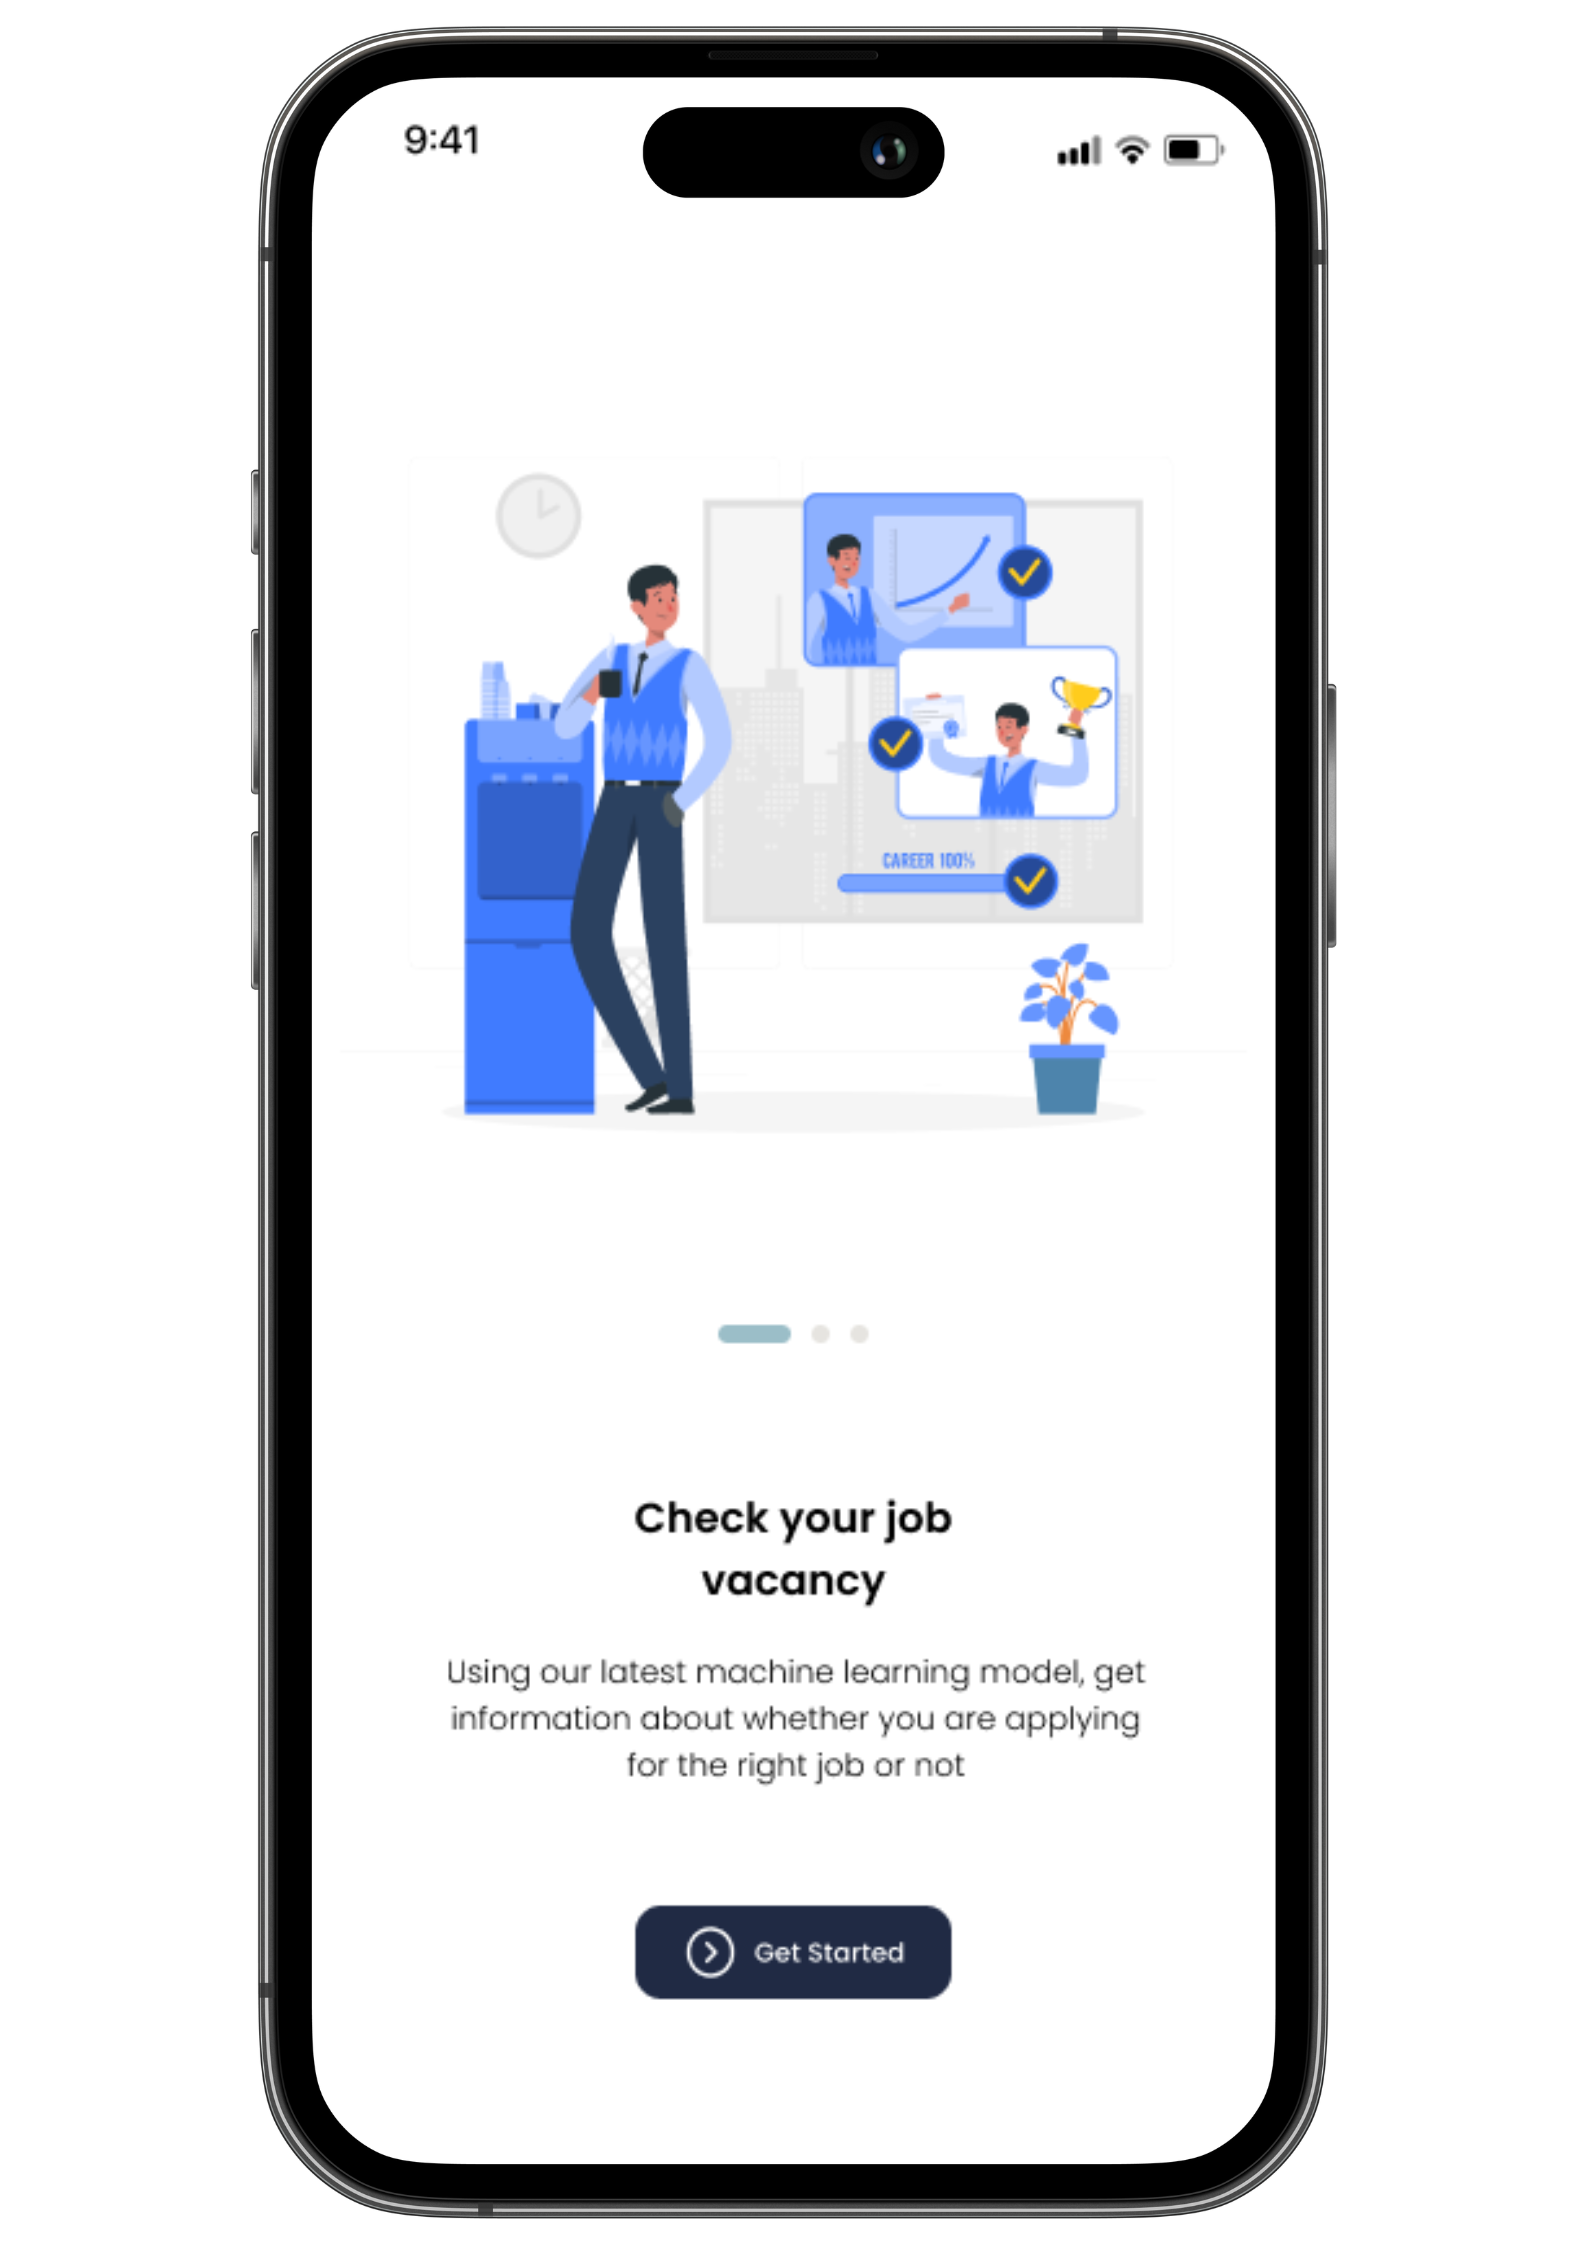 9:41
CAREER 100%
Check your job
vacancy
Using our latest machine learning model, get
information about whether you are applying
for the right job or not
Get Started